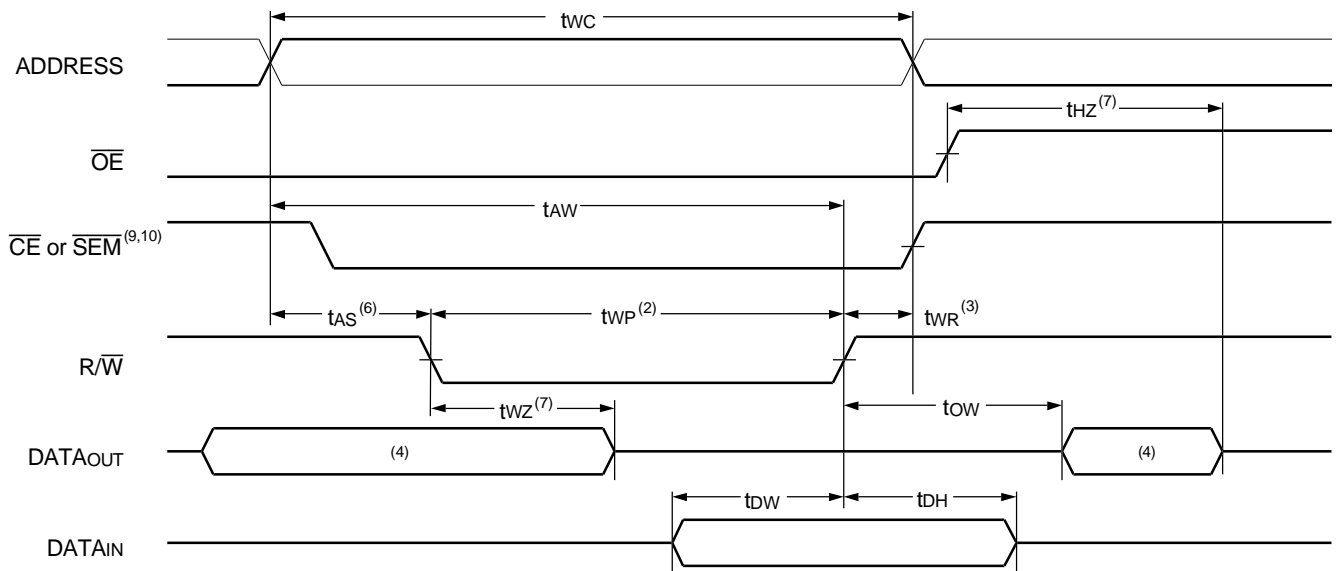 tWC
ADDRESS
tHZ(7)
OE
tAW
CE or SEM(9,10)
tAS(6) tWP(2) tWR(3)
R/W
tWZ(7) tOW
DATAOUT (4) (4)
tDW tDH
DATAIN